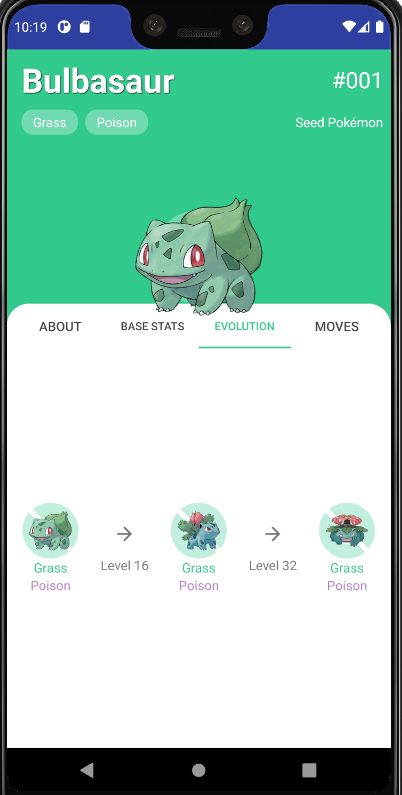 10:19
Bulbasaur #001
Grass Poison Seed Pokémon
ABOUT BASE STATS EVOLUTION MOVES
Level 16 Level 32
Grass Grass Grass
Poison Poison Poison